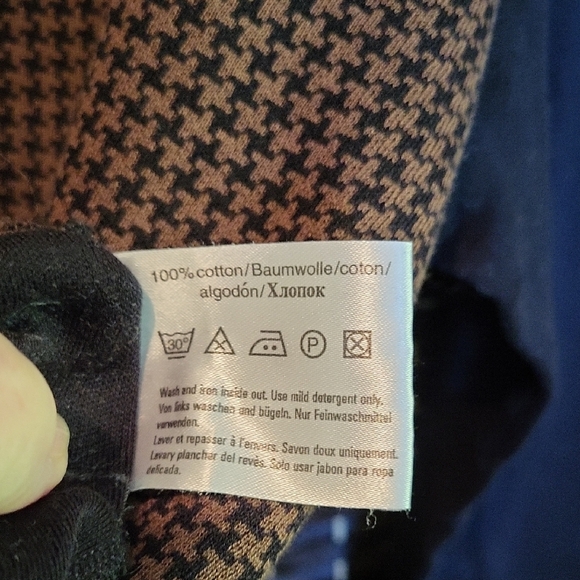 100% cotton/Baumwolle/coton/
algodón/Хлопок
30° P
Wash and iron inside out. Use mild detergent only.
Von links waschen und bügeln. Nur Feinwaschmittel
verwenden.
Laver et repasser à l'envers. Savon doux uniquement.
Lavary planchar del revés. Solo usar jabon para ropa
delicada.